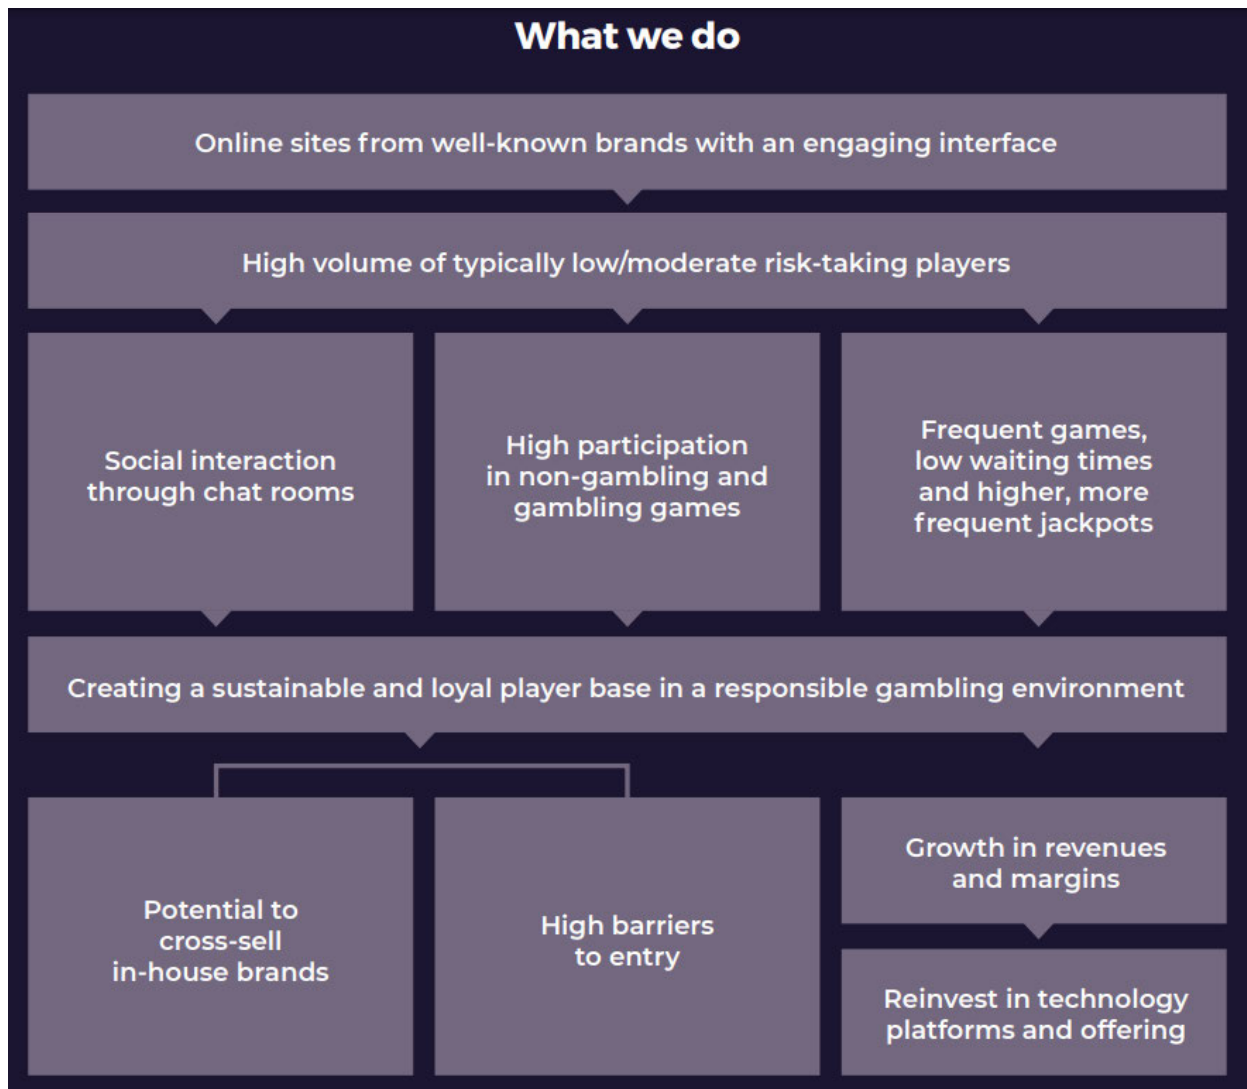 What we do
Online sites from well-known brands with an engaging interface
High volume of typically low/moderate risk-taking players
Social interaction
through chat rooms
High participation
in non-gambling and
gambling games
Frequent games,
low waiting times
and higher, more
frequent jackpots
Creating a sustainable and loyal player base in a responsible gambling environment
Potential to
cross-sell
in-house brands
High barriers
to entry
Growth in revenues
and margins
Reinvest in technology
platforms and offering